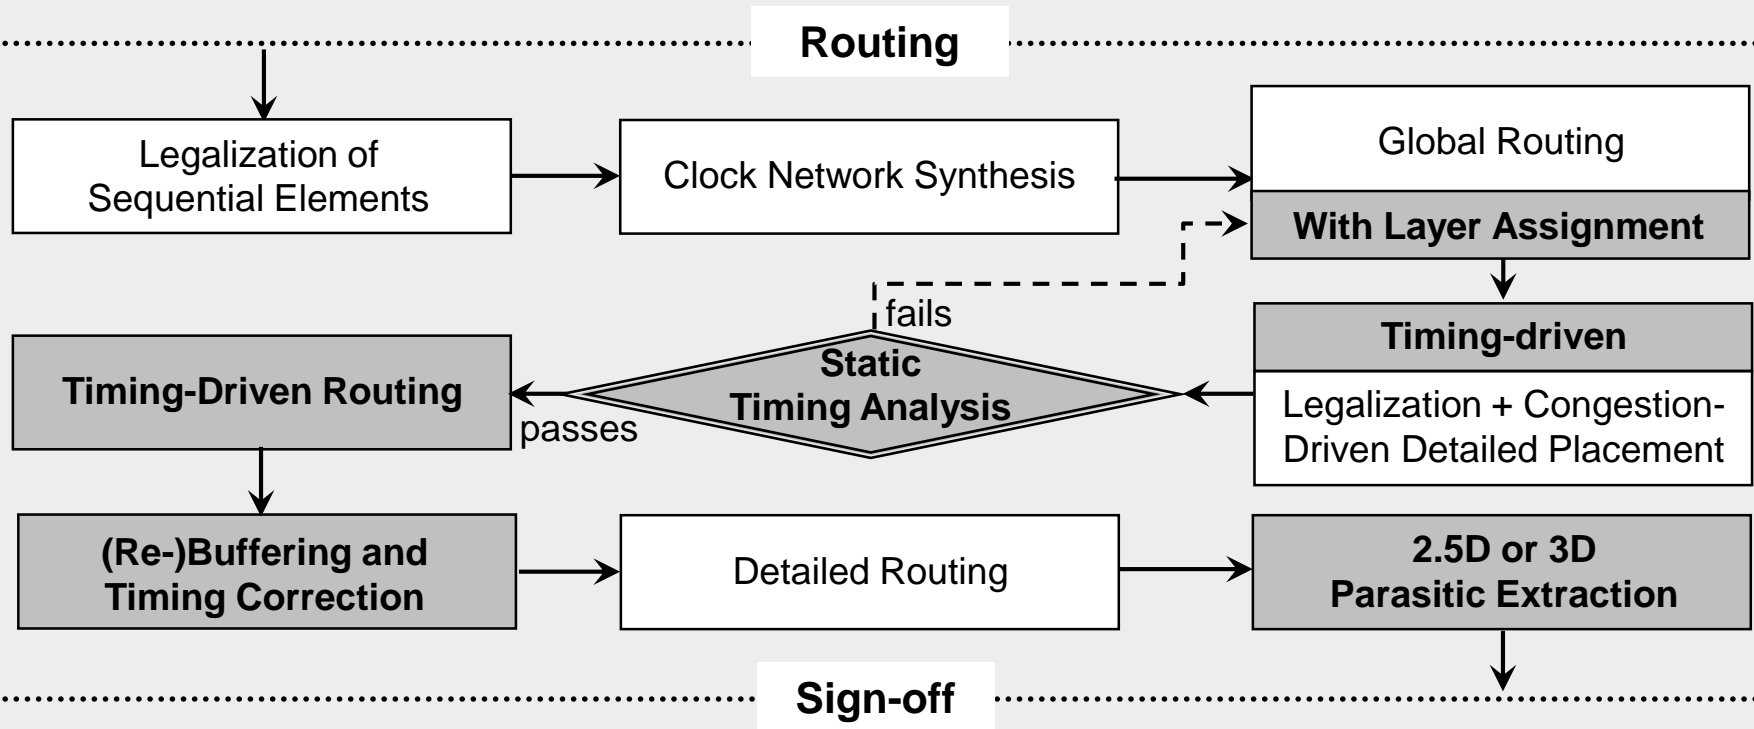 Routing
Legalization of
Sequential Elements
Clock Network Synthesis
Global Routing
With Layer Assignment
fails
Timing-driven
Legalization + Congestion-
Driven Detailed Placement
Static
Timing Analysis
passes
Timing-Driven Routing
(Re-)Buffering and
Timing Correction
Detailed Routing
2.5D or 3D
Parasitic Extraction
Sign-off